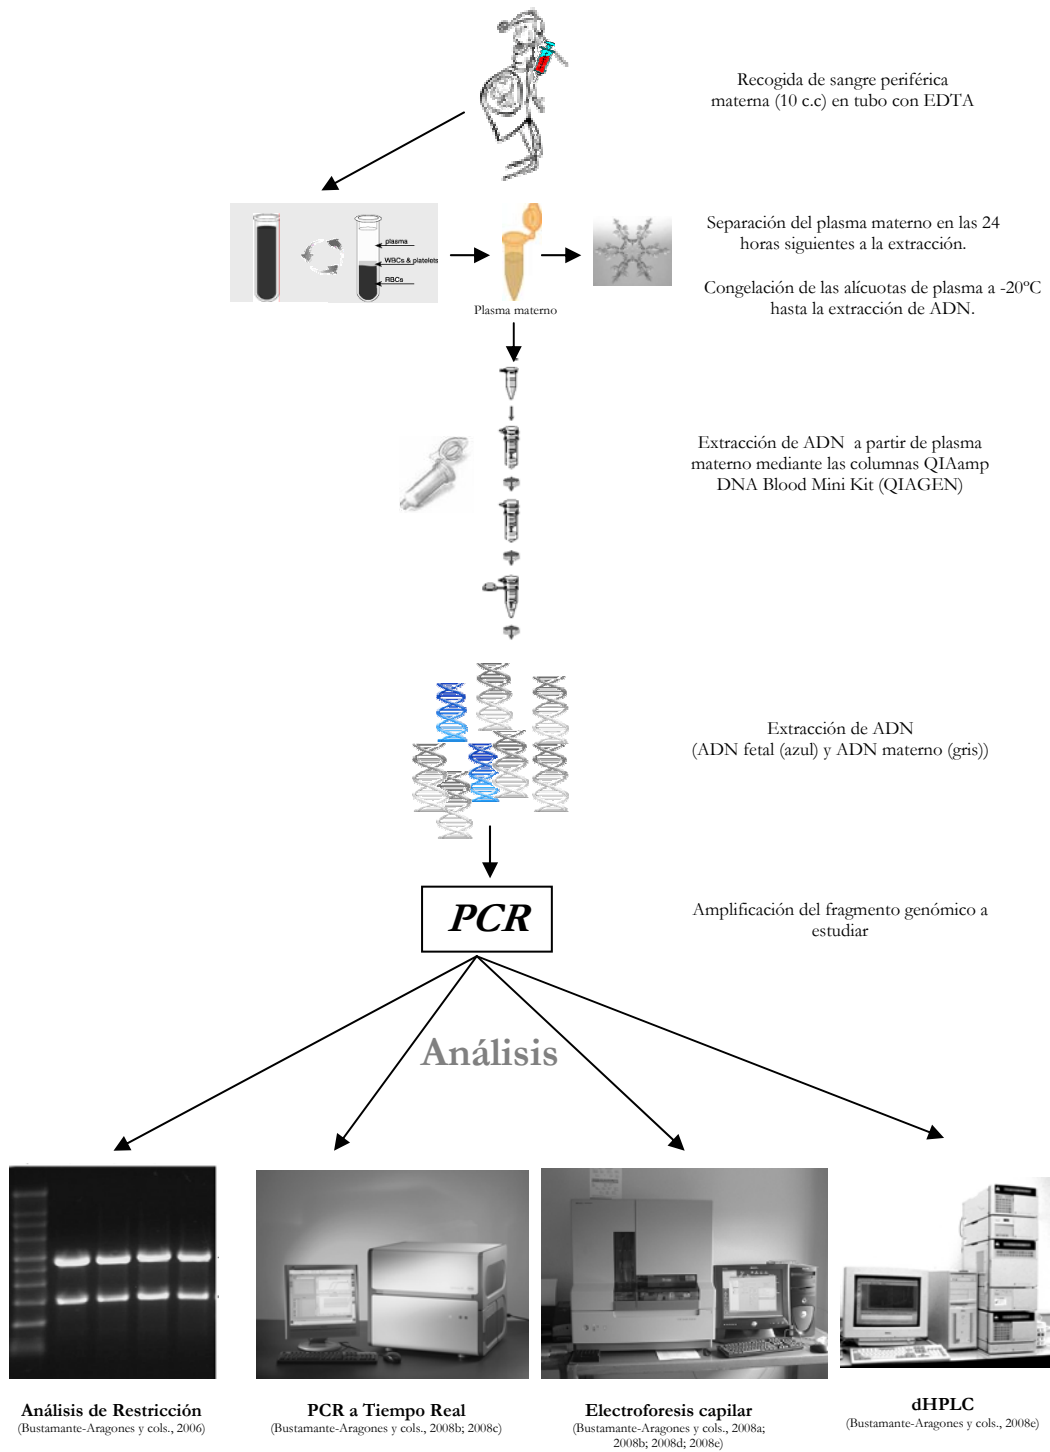 Recogida de sangre periférica
materna (10 c.c) en tubo con EDTA
plasma
WBCs & platelets
RBCs
Plasma materno
Separación del plasma materno en las 24
horas siguientes a la extracción.
Congelación de las alícuotas de plasma a -20ºC
hasta la extracción de ADN.
Extracción de ADN a partir de plasma
materno mediante las columnas QIAamp
DNA Blood Mini Kit (QIAGEN)
Extracción de ADN
(ADN fetal (azul) y ADN materno (gris))
PCR
Amplificación del fragmento genómico a
estudiar
Análisis
Análisis de Restricción
(Bustamante-Aragones y cols., 2006)
PCR a Tiempo Real
(Bustamante-Aragones y cols., 2008b; 2008c)
Electroforesis capilar
(Bustamante-Aragones y cols., 2008a;
2008b; 2008d; 2008e)
dHPLC
(Bustamante-Aragones y cols., 2008e)